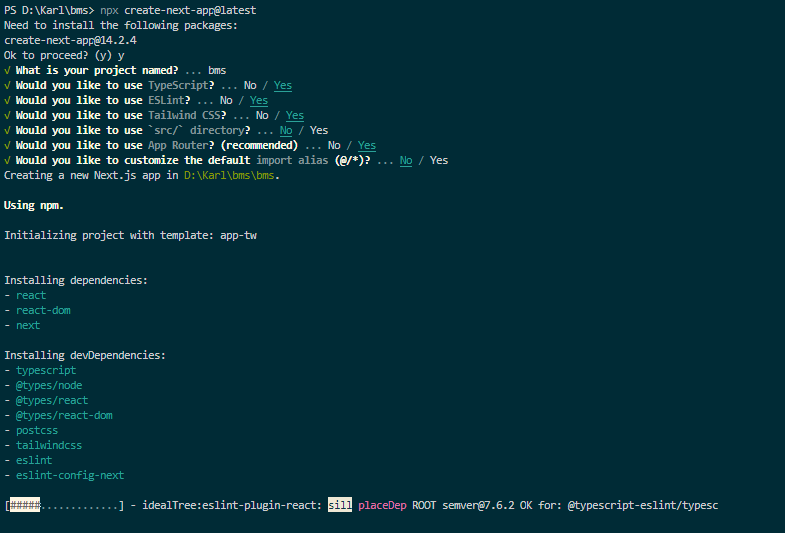 PS D:\Karl\bms> npx create-next-app@latest
Need to install the following packages:
create-next-app@14.2.4
Ok to proceed? (y) y
√ What is your project named? ... bms
√ Would you like to use TypeScript? ... No / Yes
√ Would you like to use ESLint? ... No / Yes
√ Would you like to use Tailwind CSS? ... No / Yes
√ Would you like to use `src/` directory? ... No / Yes
√ Would you like to use App Router? (recommended) ... No / Yes
√ Would you like to customize the default import alias (@/*)? ... No / Yes
Creating a new Next.js app in D:\Karl\bms\bms.
Using npm.
Initializing project with template: app-tw
Installing dependencies:
- react
- react-dom
- next
Installing devDependencies:
- typescript
- @types/node
- @types/react
- @types/react-dom
- postcss
- tailwindcss
- eslint
- eslint-config-next
[#####.............] - idealTree:eslint-plugin-react: sill placeDep ROOT semver@7.6.2 OK for: @typescript-eslint/typesc